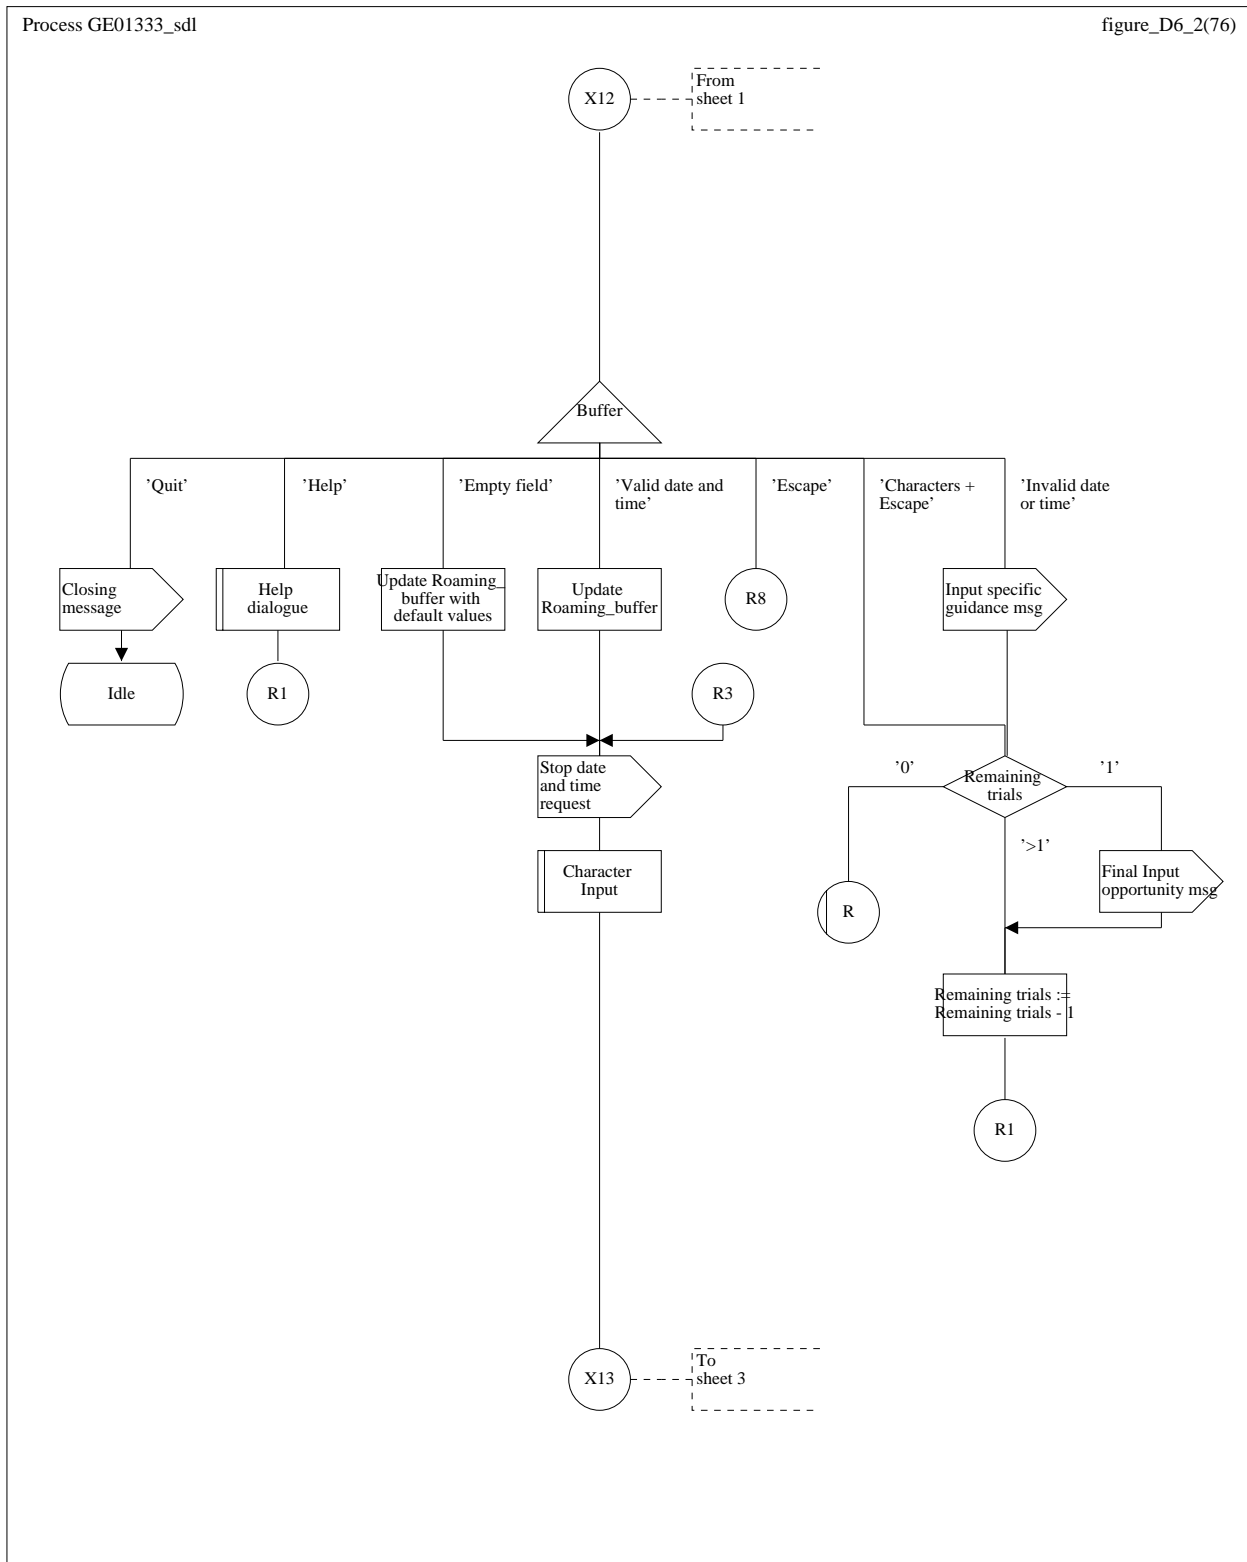 Process GE01333_sdl
figure_D6_2(76)
X12
From
sheet 1
Buffer
’Quit’
’Help’
’Empty field’
’Valid date and
time’
’Escape’
’Characters +
Escape’
’Invalid date
or time’
Closing
message
Help
dialogue
Update Roaming_
buffer with
default values
Update
Roaming_buffer
R8
Input specific
guidance msg
Idle
R1
R3
Stop date
and time
request
’0’
Remaining
trials
’1’
’>1’
Character
Input
R
Final Input
opportunity msg
Remaining trials :=
Remaining trials - 1
R1
X13
To
sheet 3